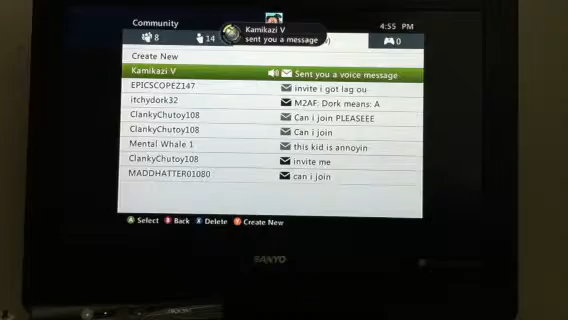 Community
4:55 PM
Kamikazi V
sent you a message
8
14
0
Create New
Kamikazi V Sent you a voice message
EPICSCOPEZ147 invite i got lag ou
itchydork32 M2AF: Dork means: A
ClankyChutoy108 Can i join PLEASEEE
ClankyChutoy108 Can i join
Mental Whale 1 this kid is annoyin
ClankyChutoy108 invite me
MADDHATTER01080 can i join
A Select B Back X Delete Y Create New
SANYO